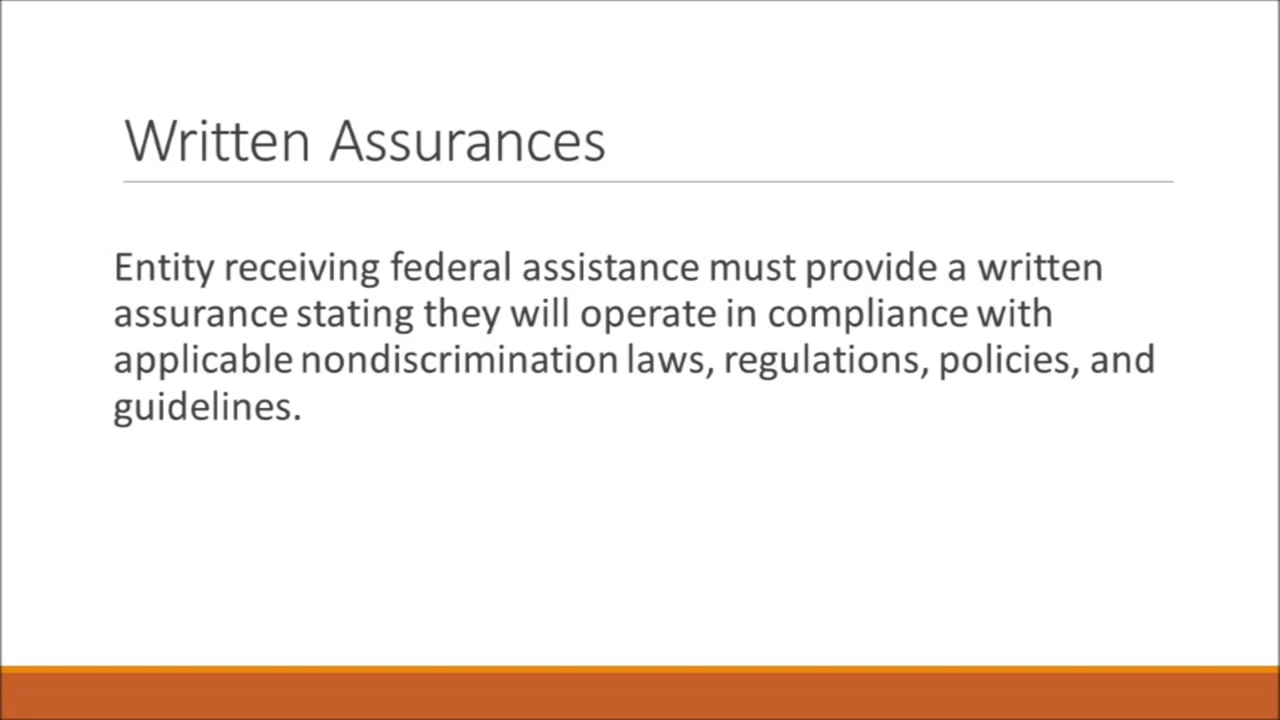 Written Assurances
Entity receiving federal assistance must provide a written
assurance stating they will operate in compliance with
applicable nondiscrimination laws, regulations, policies, and
guidelines.